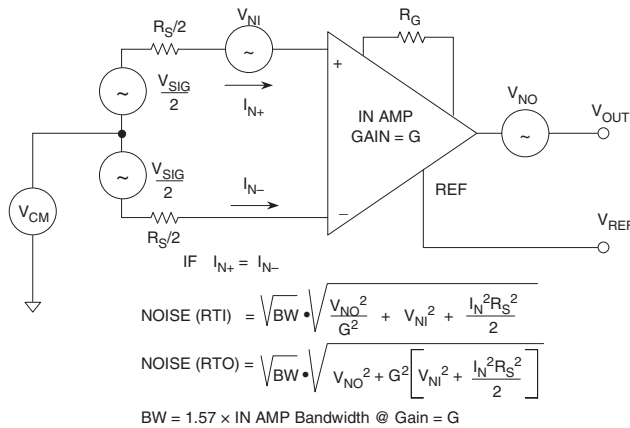 R_S/2
V_NI
~
R_G
V_SIG
2
~
I_N+
+
IN AMP
GAIN = G
V_NO
~
V_OUT
V_SIG
2
~
I_N–
–
REF
V_CM
R_S/2
V_REF
IF I_N+ = I_N–
NOISE (RTI) = √BW • √(V_NO²/G² + V_NI² + I_N²R_S²/2)
NOISE (RTO) = √BW • √(V_NO² + G²[V_NI² + I_N²R_S²/2])
BW = 1.57 × IN AMP Bandwidth @ Gain = G